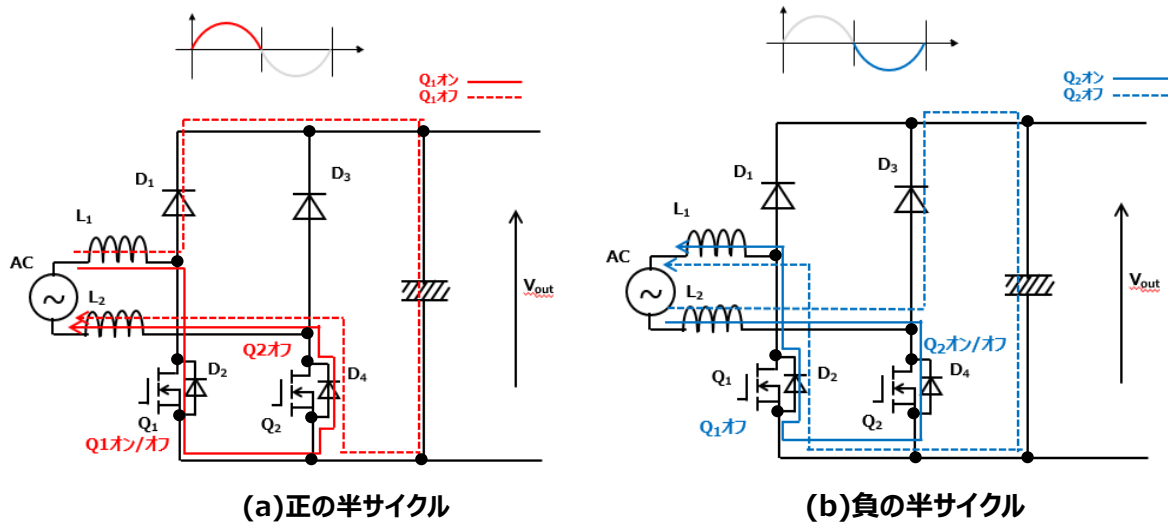 Q₁オン
Q₁オフ
D₁
D₃
L₁
AC
L₂
Vout
Q2オフ
D₂
D₄
Q₁
Q₂
Q1オン/オフ
(a)正の半サイクル
Q₂オン
Q₂オフ
D₁
D₃
L₁
AC
L₂
Vout
Q₂オン/オフ
Q₁
D₂
D₄
Q₁オフ
Q₂
(b)負の半サイクル